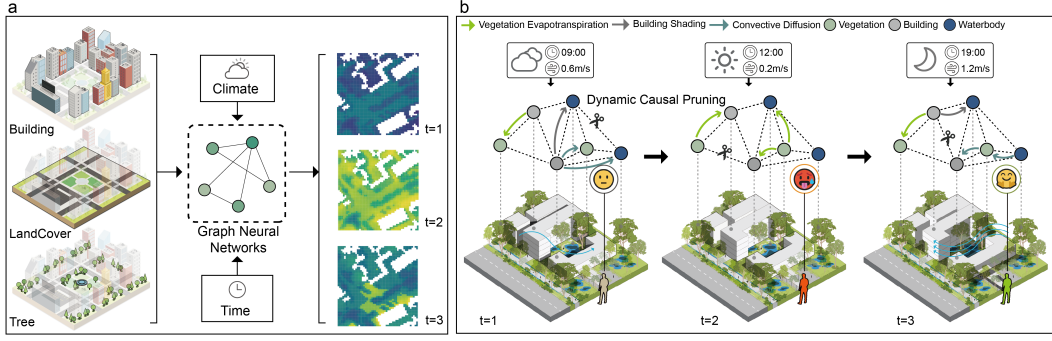 a
Building
LandCover
Tree
Climate
Graph Neural
Networks
Time
t=1
t=2
t=3
b
Vegetation Evapotranspiration
Building Shading
Convective Diffusion
Vegetation
Building
Waterbody
09:00
0.6m/s
12:00
0.2m/s
19:00
1.2m/s
Dynamic Causal Pruning
t=1
t=2
t=3